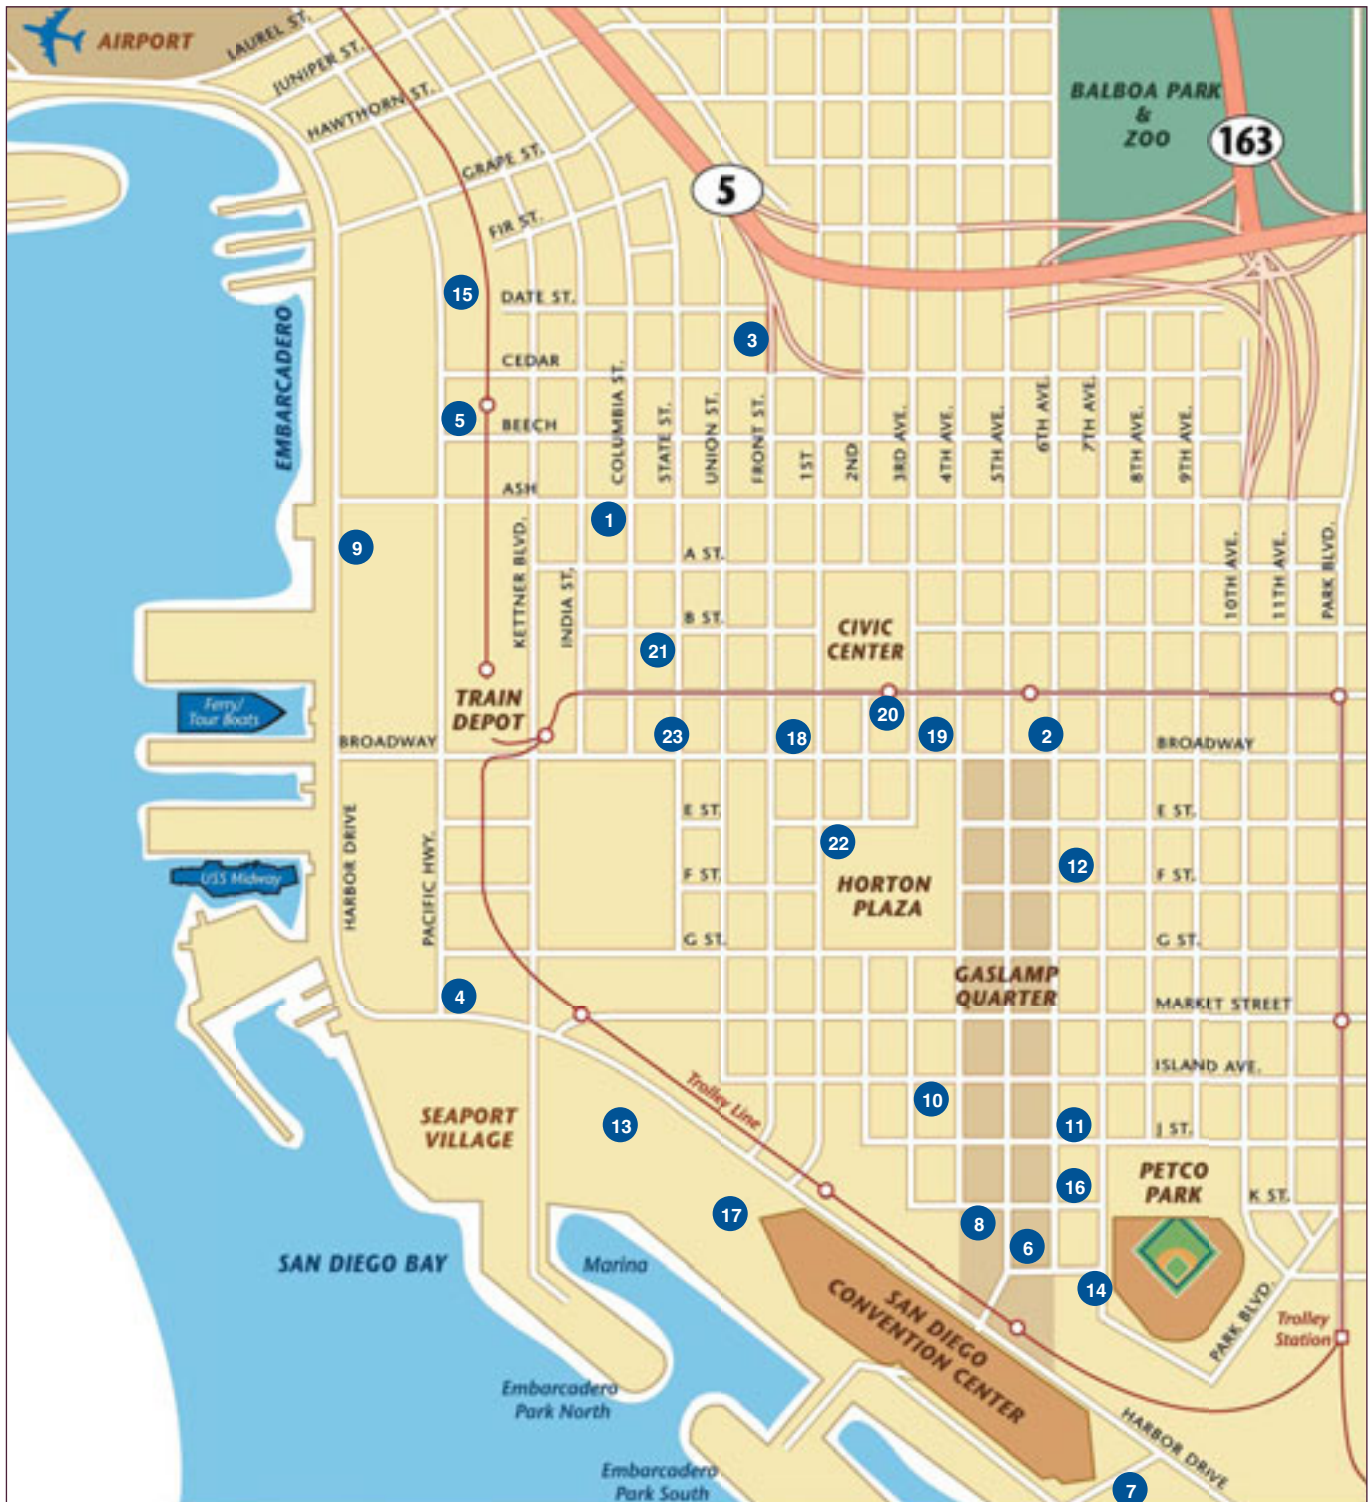 AIRPORT
LAUREL ST.
JUNIPER ST.
HAWTHORN ST.
GRAPE ST.
FIR ST.
BALBOA PARK
&
ZOO
163
5
15
DATE ST.
3
EMBARCADERO
CEDAR
5
BEECH
COLUMBIA ST.
STATE ST.
UNION ST.
FRONT ST.
1ST
2ND
3RD AVE.
4TH AVE.
5TH AVE.
6TH AVE.
7TH AVE.
8TH AVE.
9TH AVE.
ASH
1
9
KETTNER BLVD.
INDIA ST.
A ST.
10TH AVE.
11TH AVE.
PARK BLVD.
B ST.
CIVIC
CENTER
21
TRAIN
DEPOT
Ferry/
Tour Boats
20
BROADWAY
23
18
19
2
BROADWAY
HARBOR DRIVE
PACIFIC HWY.
E ST.
E ST.
22
12
USS Midway
F ST.
HORTON
PLAZA
F ST.
G ST.
G ST.
4
GASLAMP
QUARTER
MARKET STREET
ISLAND AVE.
Trolley Line
10
SEAPORT
VILLAGE
13
11
J ST.
PETCO
PARK
16
K ST.
17
8
6
SAN DIEGO BAY
Marina
14
SAN DIEGO
CONVENTION CENTER
PARK BLVD.
Trolley
Station
Embarcadero
Park North
HARBOR DRIVE
Embarcadero
Park South
7